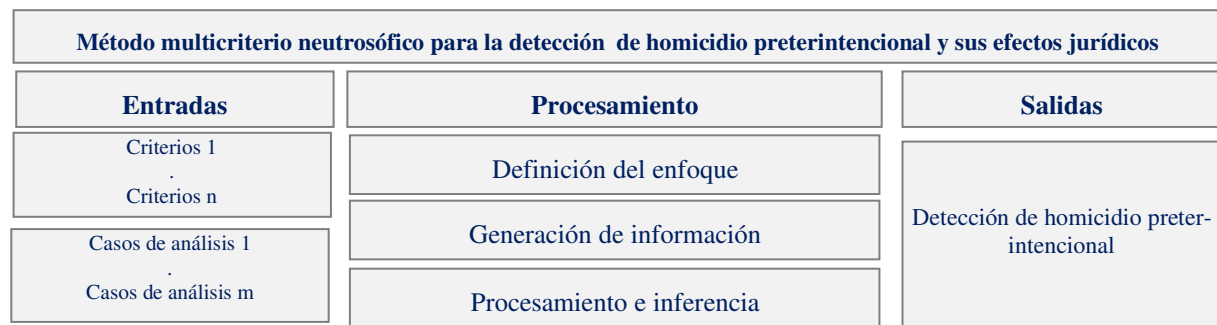 Método multicriterio neutrosófico para la detección de homicidio preterintencional y sus efectos jurídicos
Entradas
Criterios 1
.
Criterios n
Casos de análisis 1
.
Casos de análisis m
Procesamiento
Definición del enfoque
Generación de información
Procesamiento e inferencia
Salidas
Detección de homicidio preter-
intencional